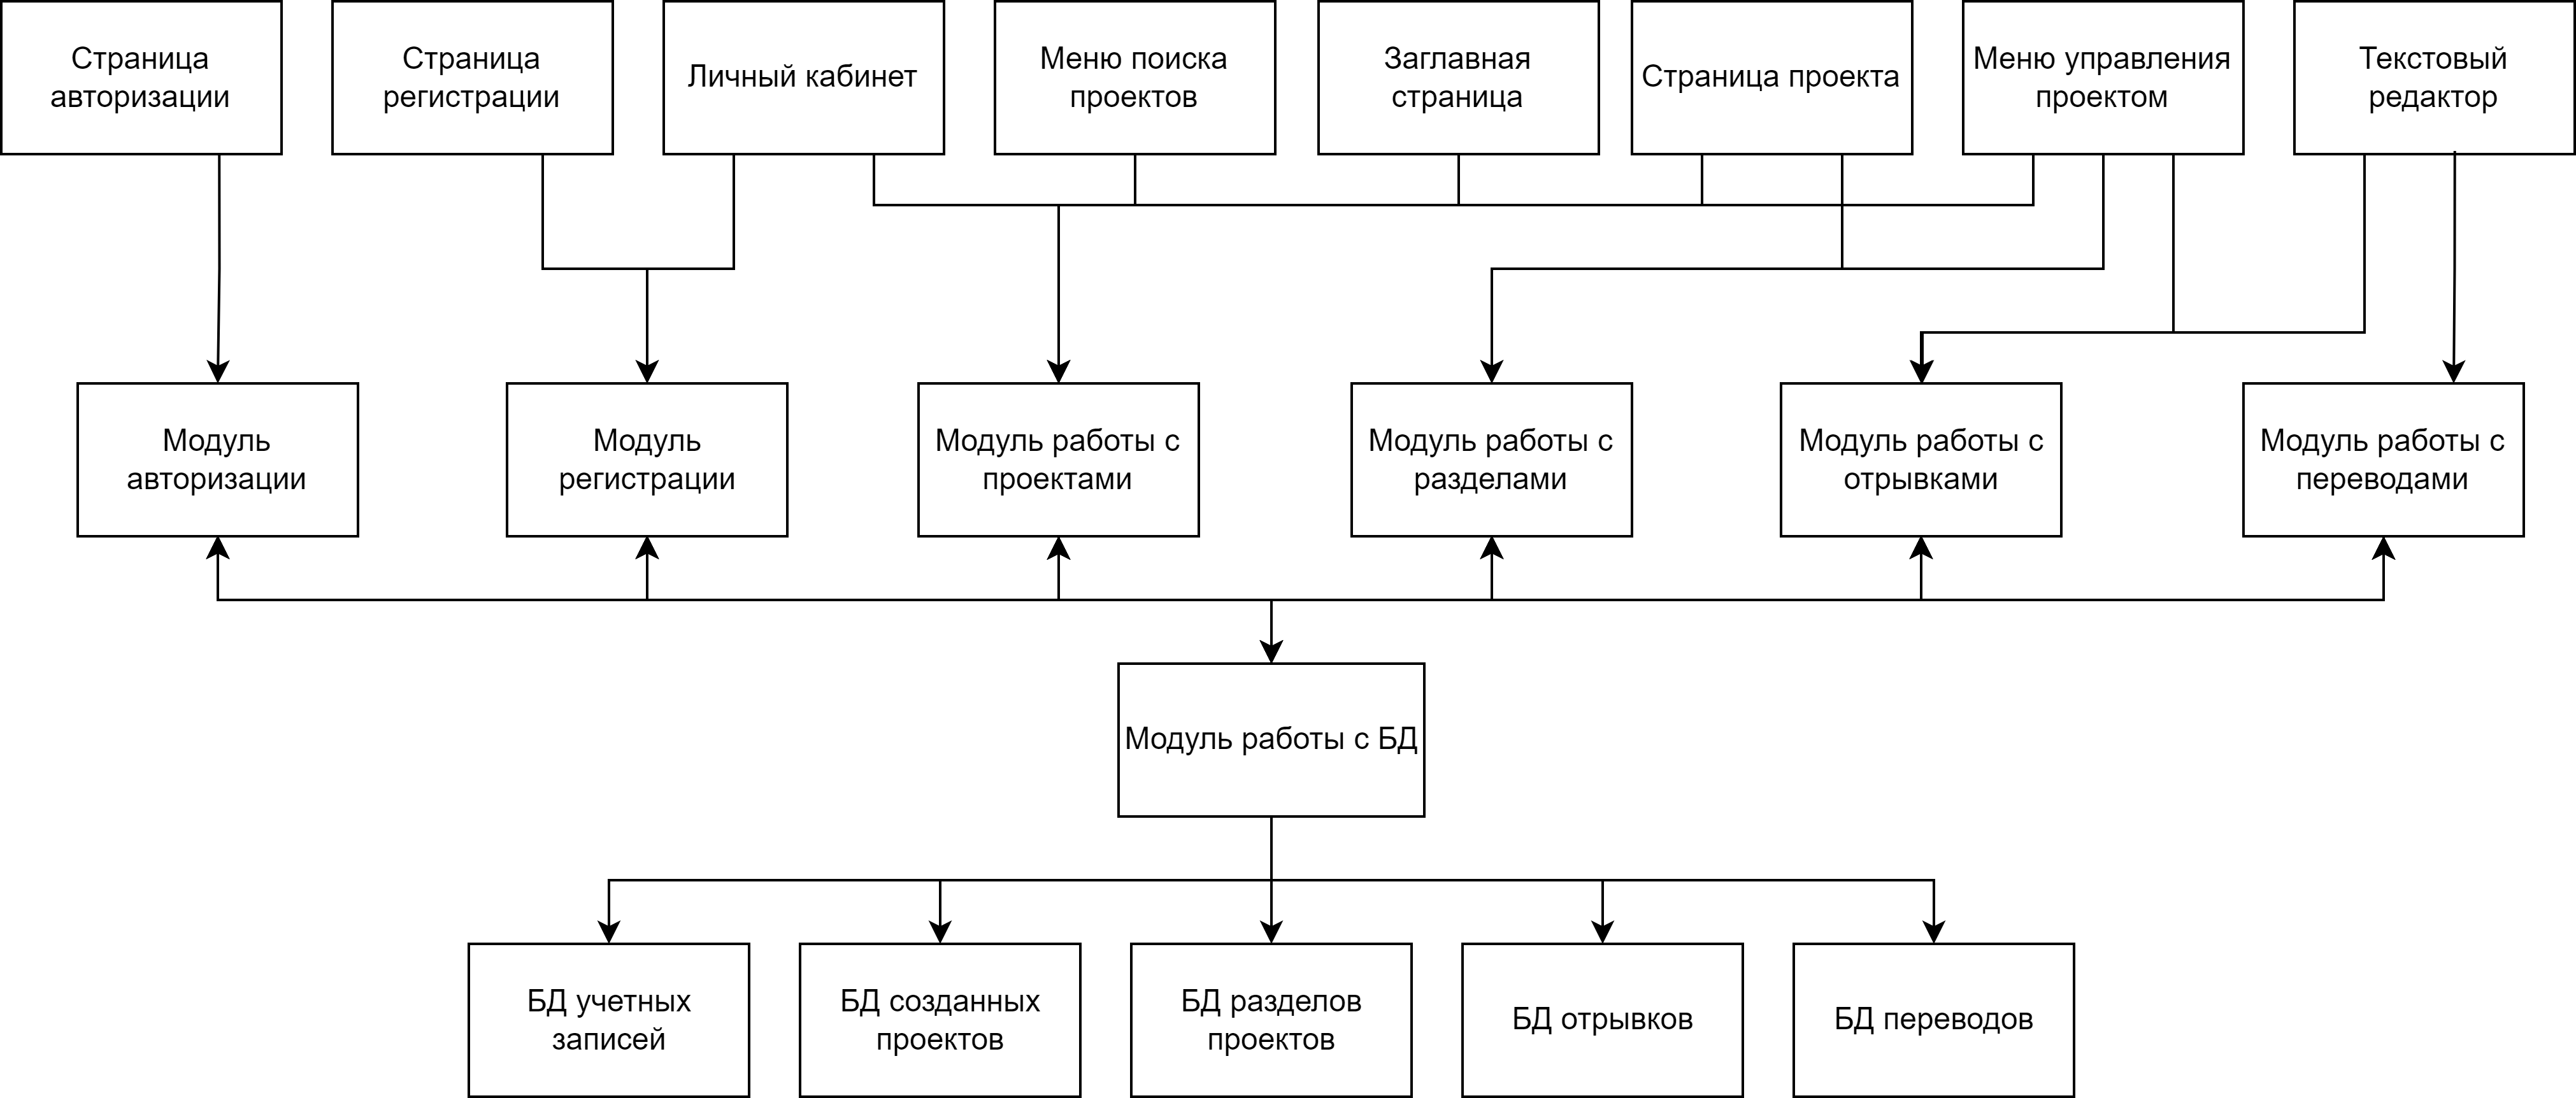 Страница
авторизации
Страница
регистрации
Личный кабинет
Меню поиска
проектов
Заглавная
страница
Страница проекта
Меню управления
проектом
Текстовый
редактор
Модуль
авторизации
Модуль
регистрации
Модуль работы с
проектами
Модуль работы с
разделами
Модуль работы с
отрывками
Модуль работы с
переводами
Модуль работы с БД
БД учетных
записей
БД созданных
проектов
БД разделов
проектов
БД отрывков
БД переводов